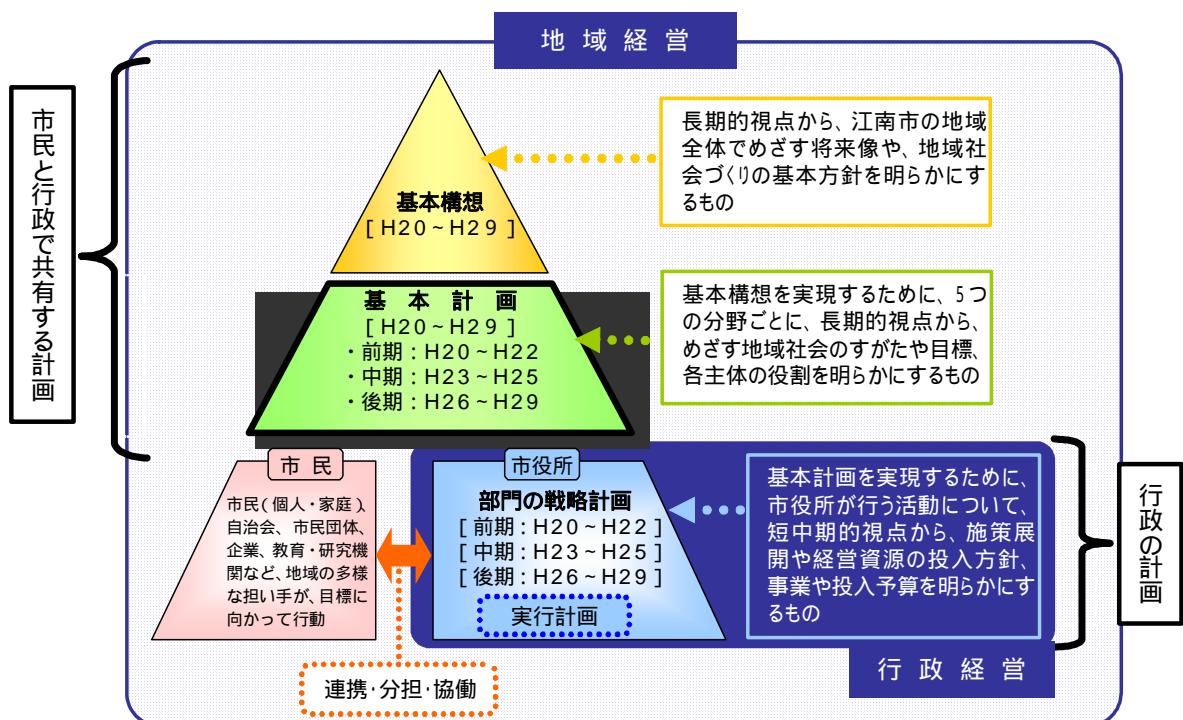 地域経営
市民と行政で共有する計画
基本構想
[H20~H29]
長期的視点から、江南市の地域
全体でめざす将来像や、地域社
会づくりの基本方針を明らかにす
るもの
基本計画
[H20~H29]
・前期:H20~H22
・中期:H23~H25
・後期:H26~H29
基本構想を実現するために、5つ
の分野ごとに、長期的視点から、
めざす地域社会のすがたや目標、
各主体の役割を明らかにするもの
市民
市民(個人・家庭)、
自治会、市民団体、
企業、教育・研究機
関など、地域の多様
な担い手が、目標に
向かって行動
市役所
部門の戦略計画
[前期:H20~H22]
[中期:H23~H25]
[後期:H26~H29]
実行計画
基本計画を実現するために、
市役所が行う活動について、
短中期的視点から、施策展
開や経営資源の投入方針、
事業や投入予算を明らかにす
るもの
行政の計画
連携・分担・協働
行政経営